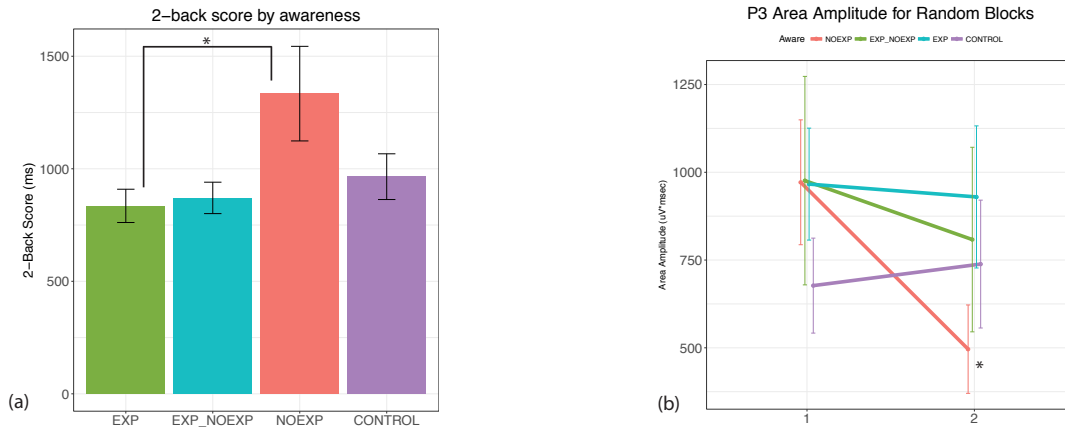 2−back score by awareness
*
1500
1000
500
0
2−Back Score (ms)
EXP EXP_NOEXP NOEXP CONTROL
(a)
P3 Area Amplitude for Random Blocks
Aware NOEXP EXP_NOEXP EXP CONTROL
1250
1000
750
500
Area Amplitude (uV*msec)
*
1 2
(b)